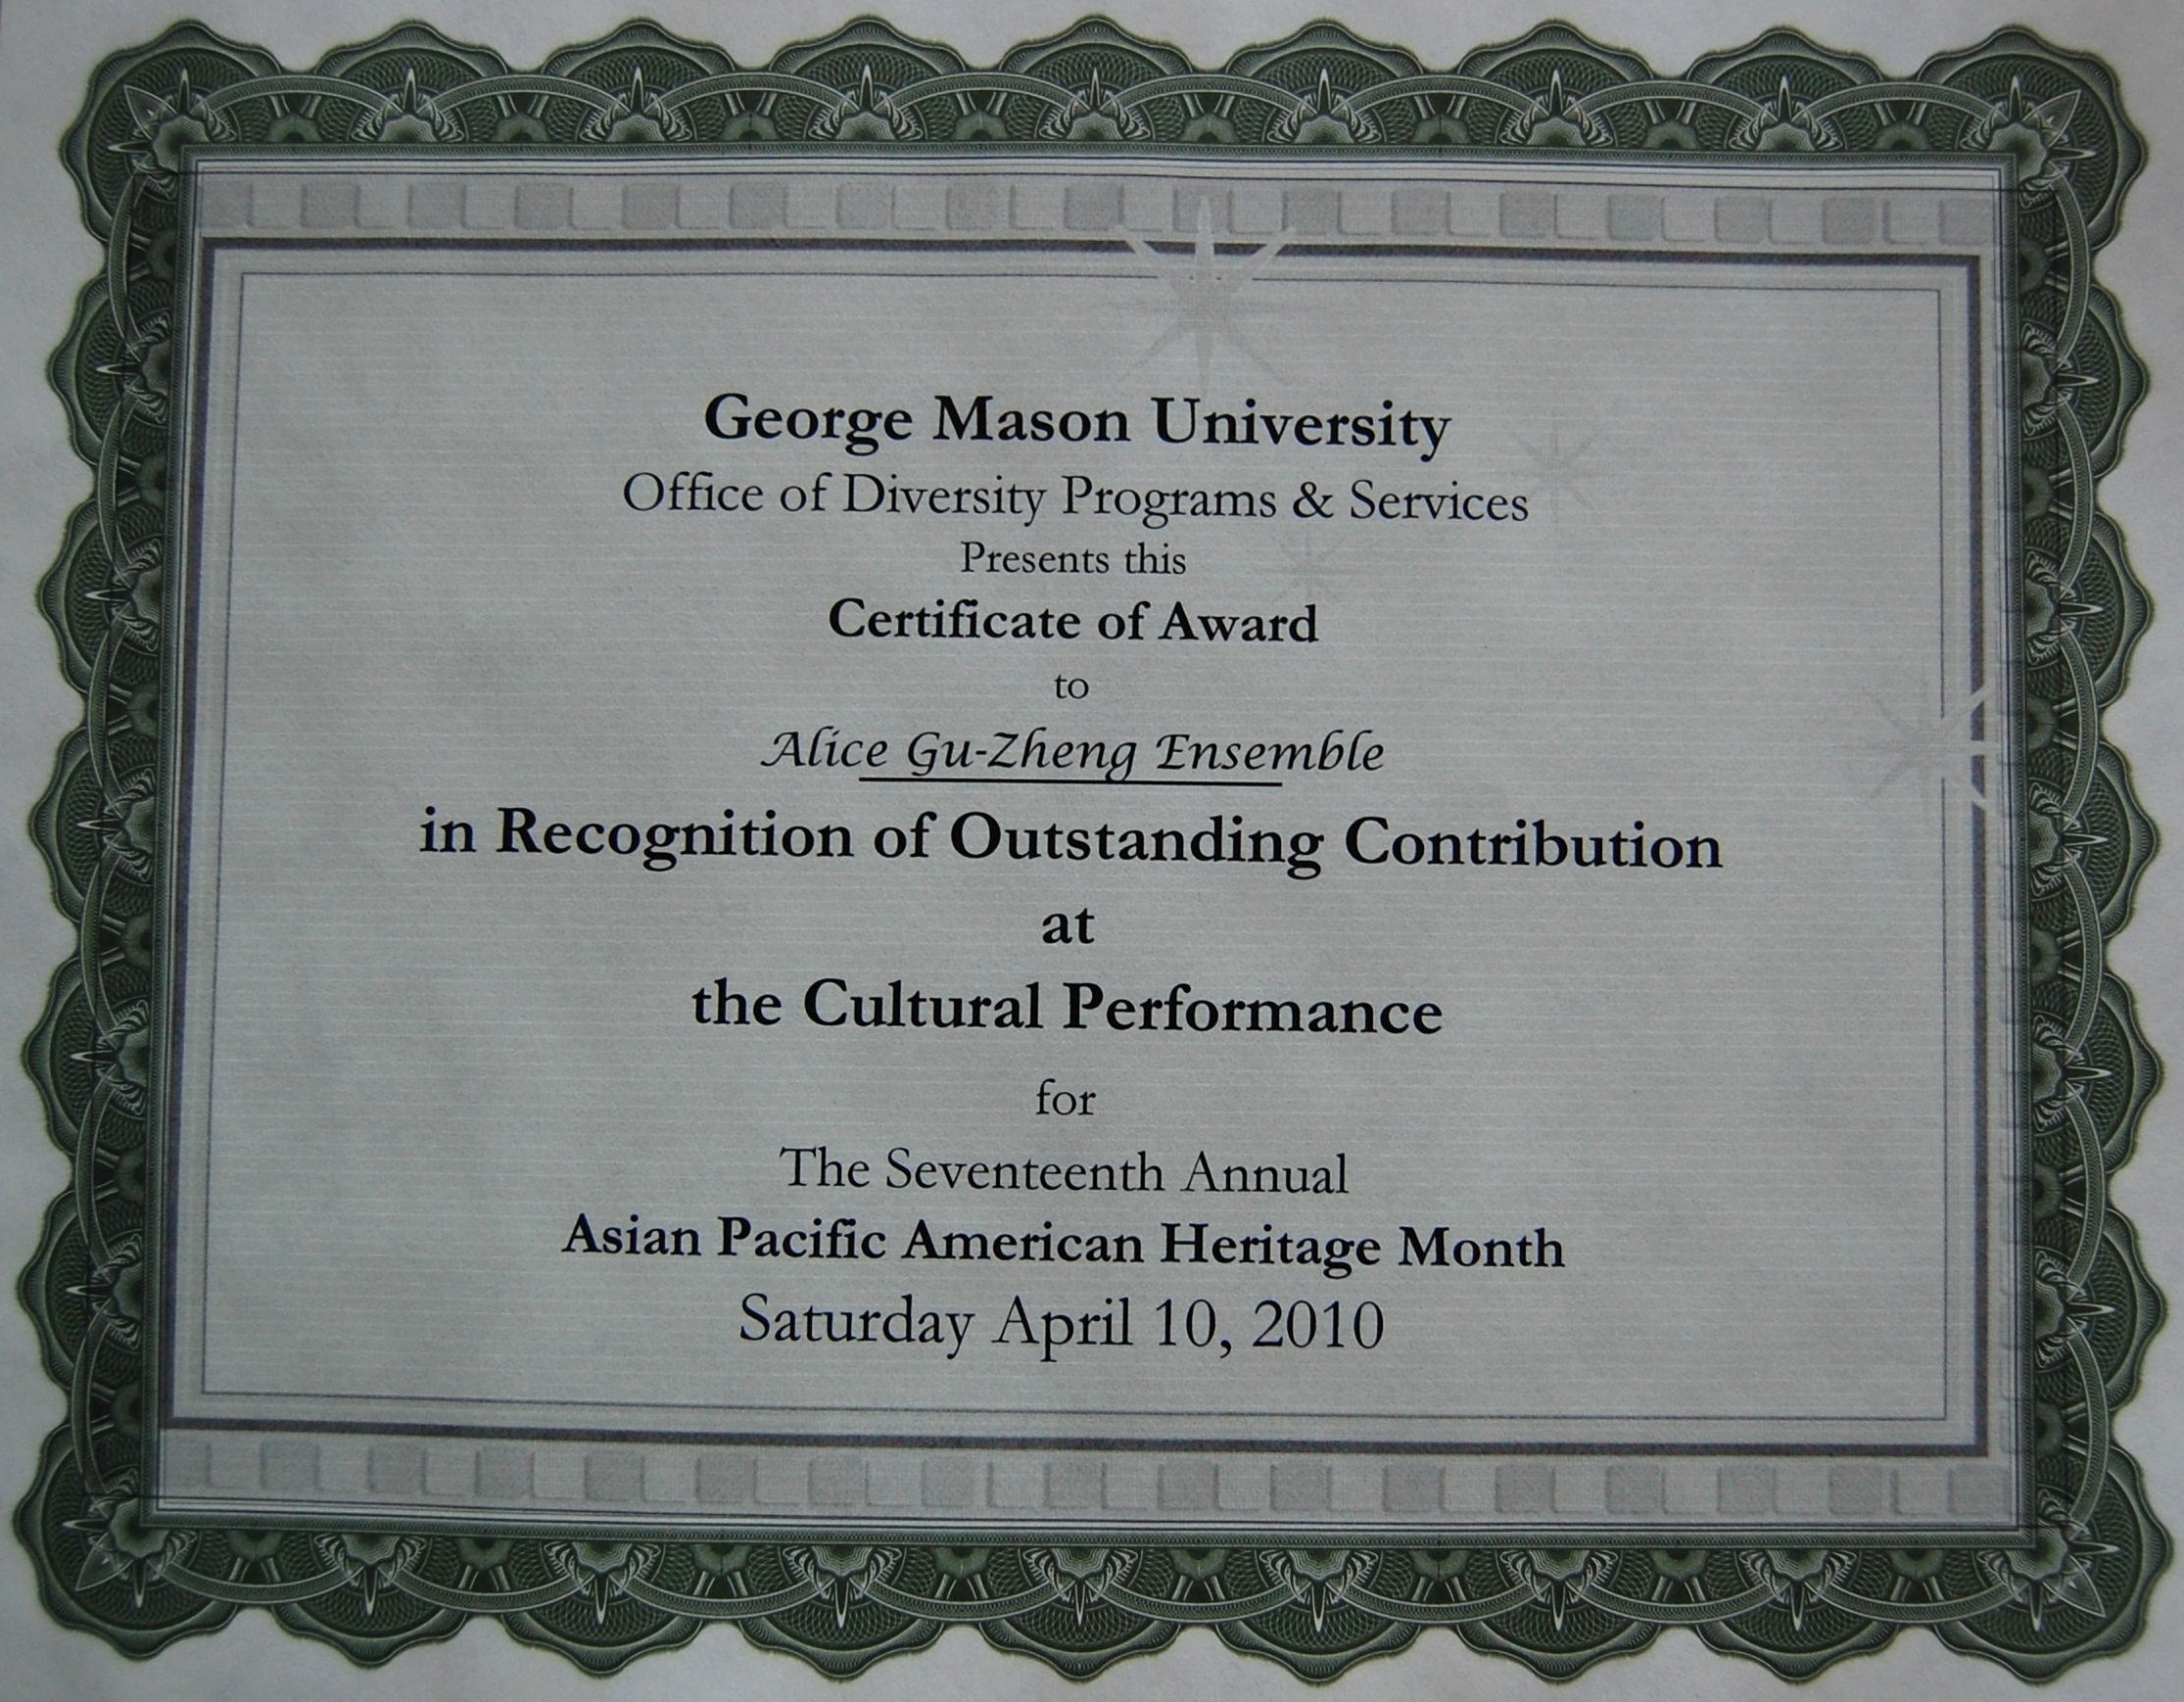 George Mason University
Office of Diversity Programs & Services
Presents this
Certificate of Award
to
Alice Gu-Zheng Ensemble
in Recognition of Outstanding Contribution
at
the Cultural Performance
for
The Seventeenth Annual
Asian Pacific American Heritage Month
Saturday April 10, 2010